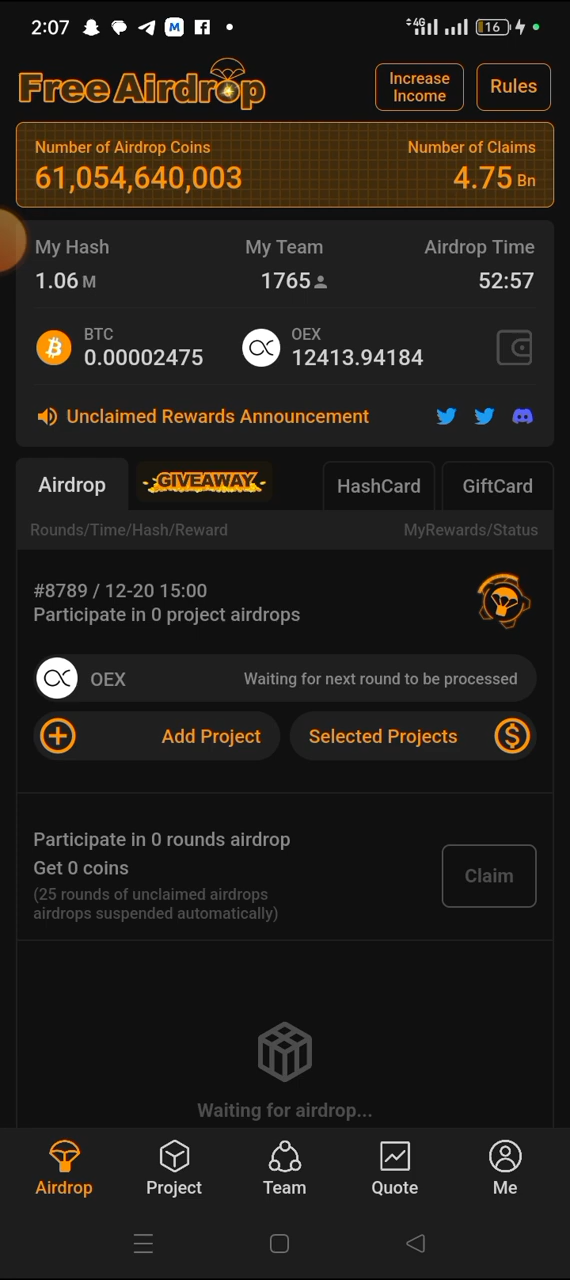 2:07
4G
16
Free Airdrop
Increase
Income
Rules
Number of Airdrop Coins
Number of Claims
61,054,640,003
4.75 Bn
My Hash
My Team
Airdrop Time
1.06 M
1765
52:57
BTC
0.00002475
OEX
12413.94184
Unclaimed Rewards Announcement
Airdrop
GIVEAWAY
HashCard
GiftCard
Rounds/Time/Hash/Reward
MyRewards/Status
#8789 / 12-20 15:00
Participate in 0 project airdrops
OEX
Waiting for next round to be processed
Add Project
Selected Projects
Participate in 0 rounds airdrop
Get 0 coins
(25 rounds of unclaimed airdrops
airdrops suspended automatically)
Claim
Waiting for airdrop...
Airdrop
Project
Team
Quote
Me